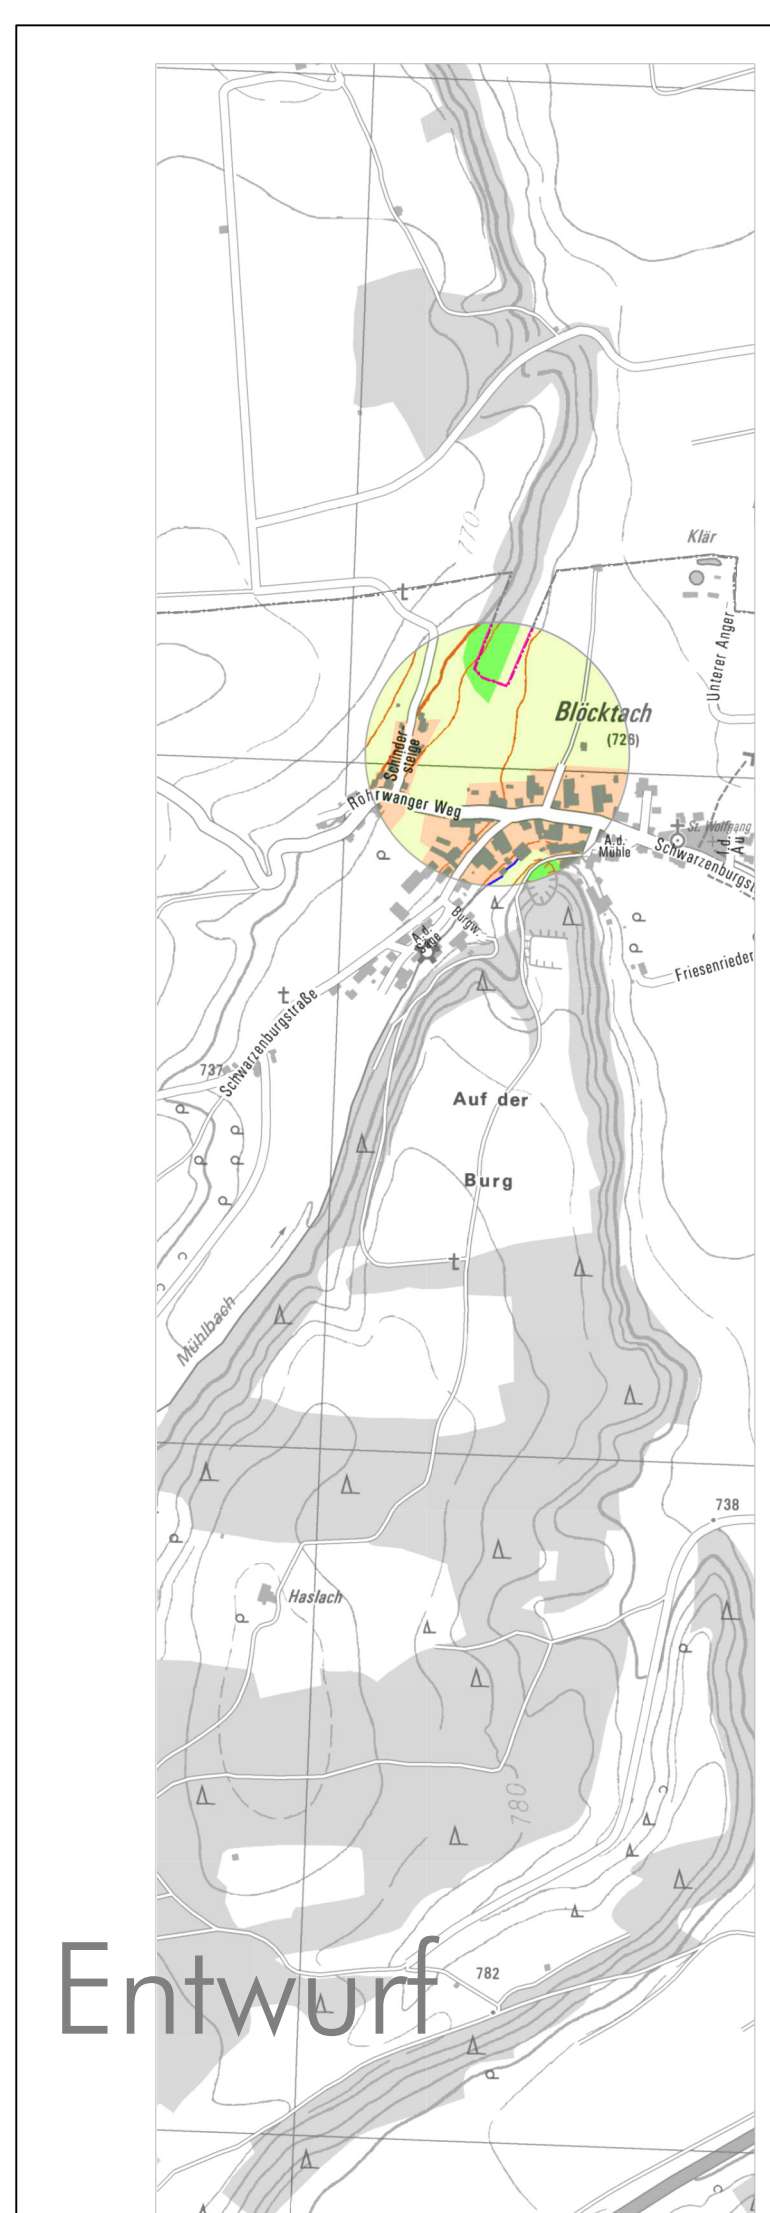 770
Klär
Unterer Anger
Blöcktach
(726)
Schinder-
steige
Rohrwanger Weg
St. Wolfgang
A.d.
Mühle
I.d.
Au
Burgw.
A.d.
Säge
Friesenrieder
Schwarzenburgstraße
737
Auf der
Burg
Mühlbach
738
Haslach
780
Entwurf
782